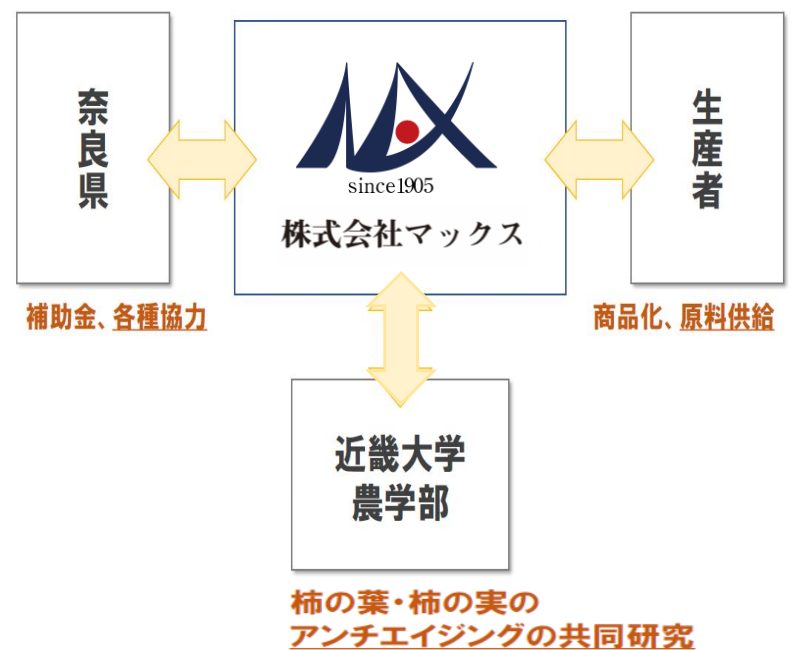 奈良県
MAX
since1905
株式会社マックス
生産者
補助金、各種協力
商品化、原料供給
近畿大学
農学部
柿の葉・柿の実の
アンチエイジングの共同研究